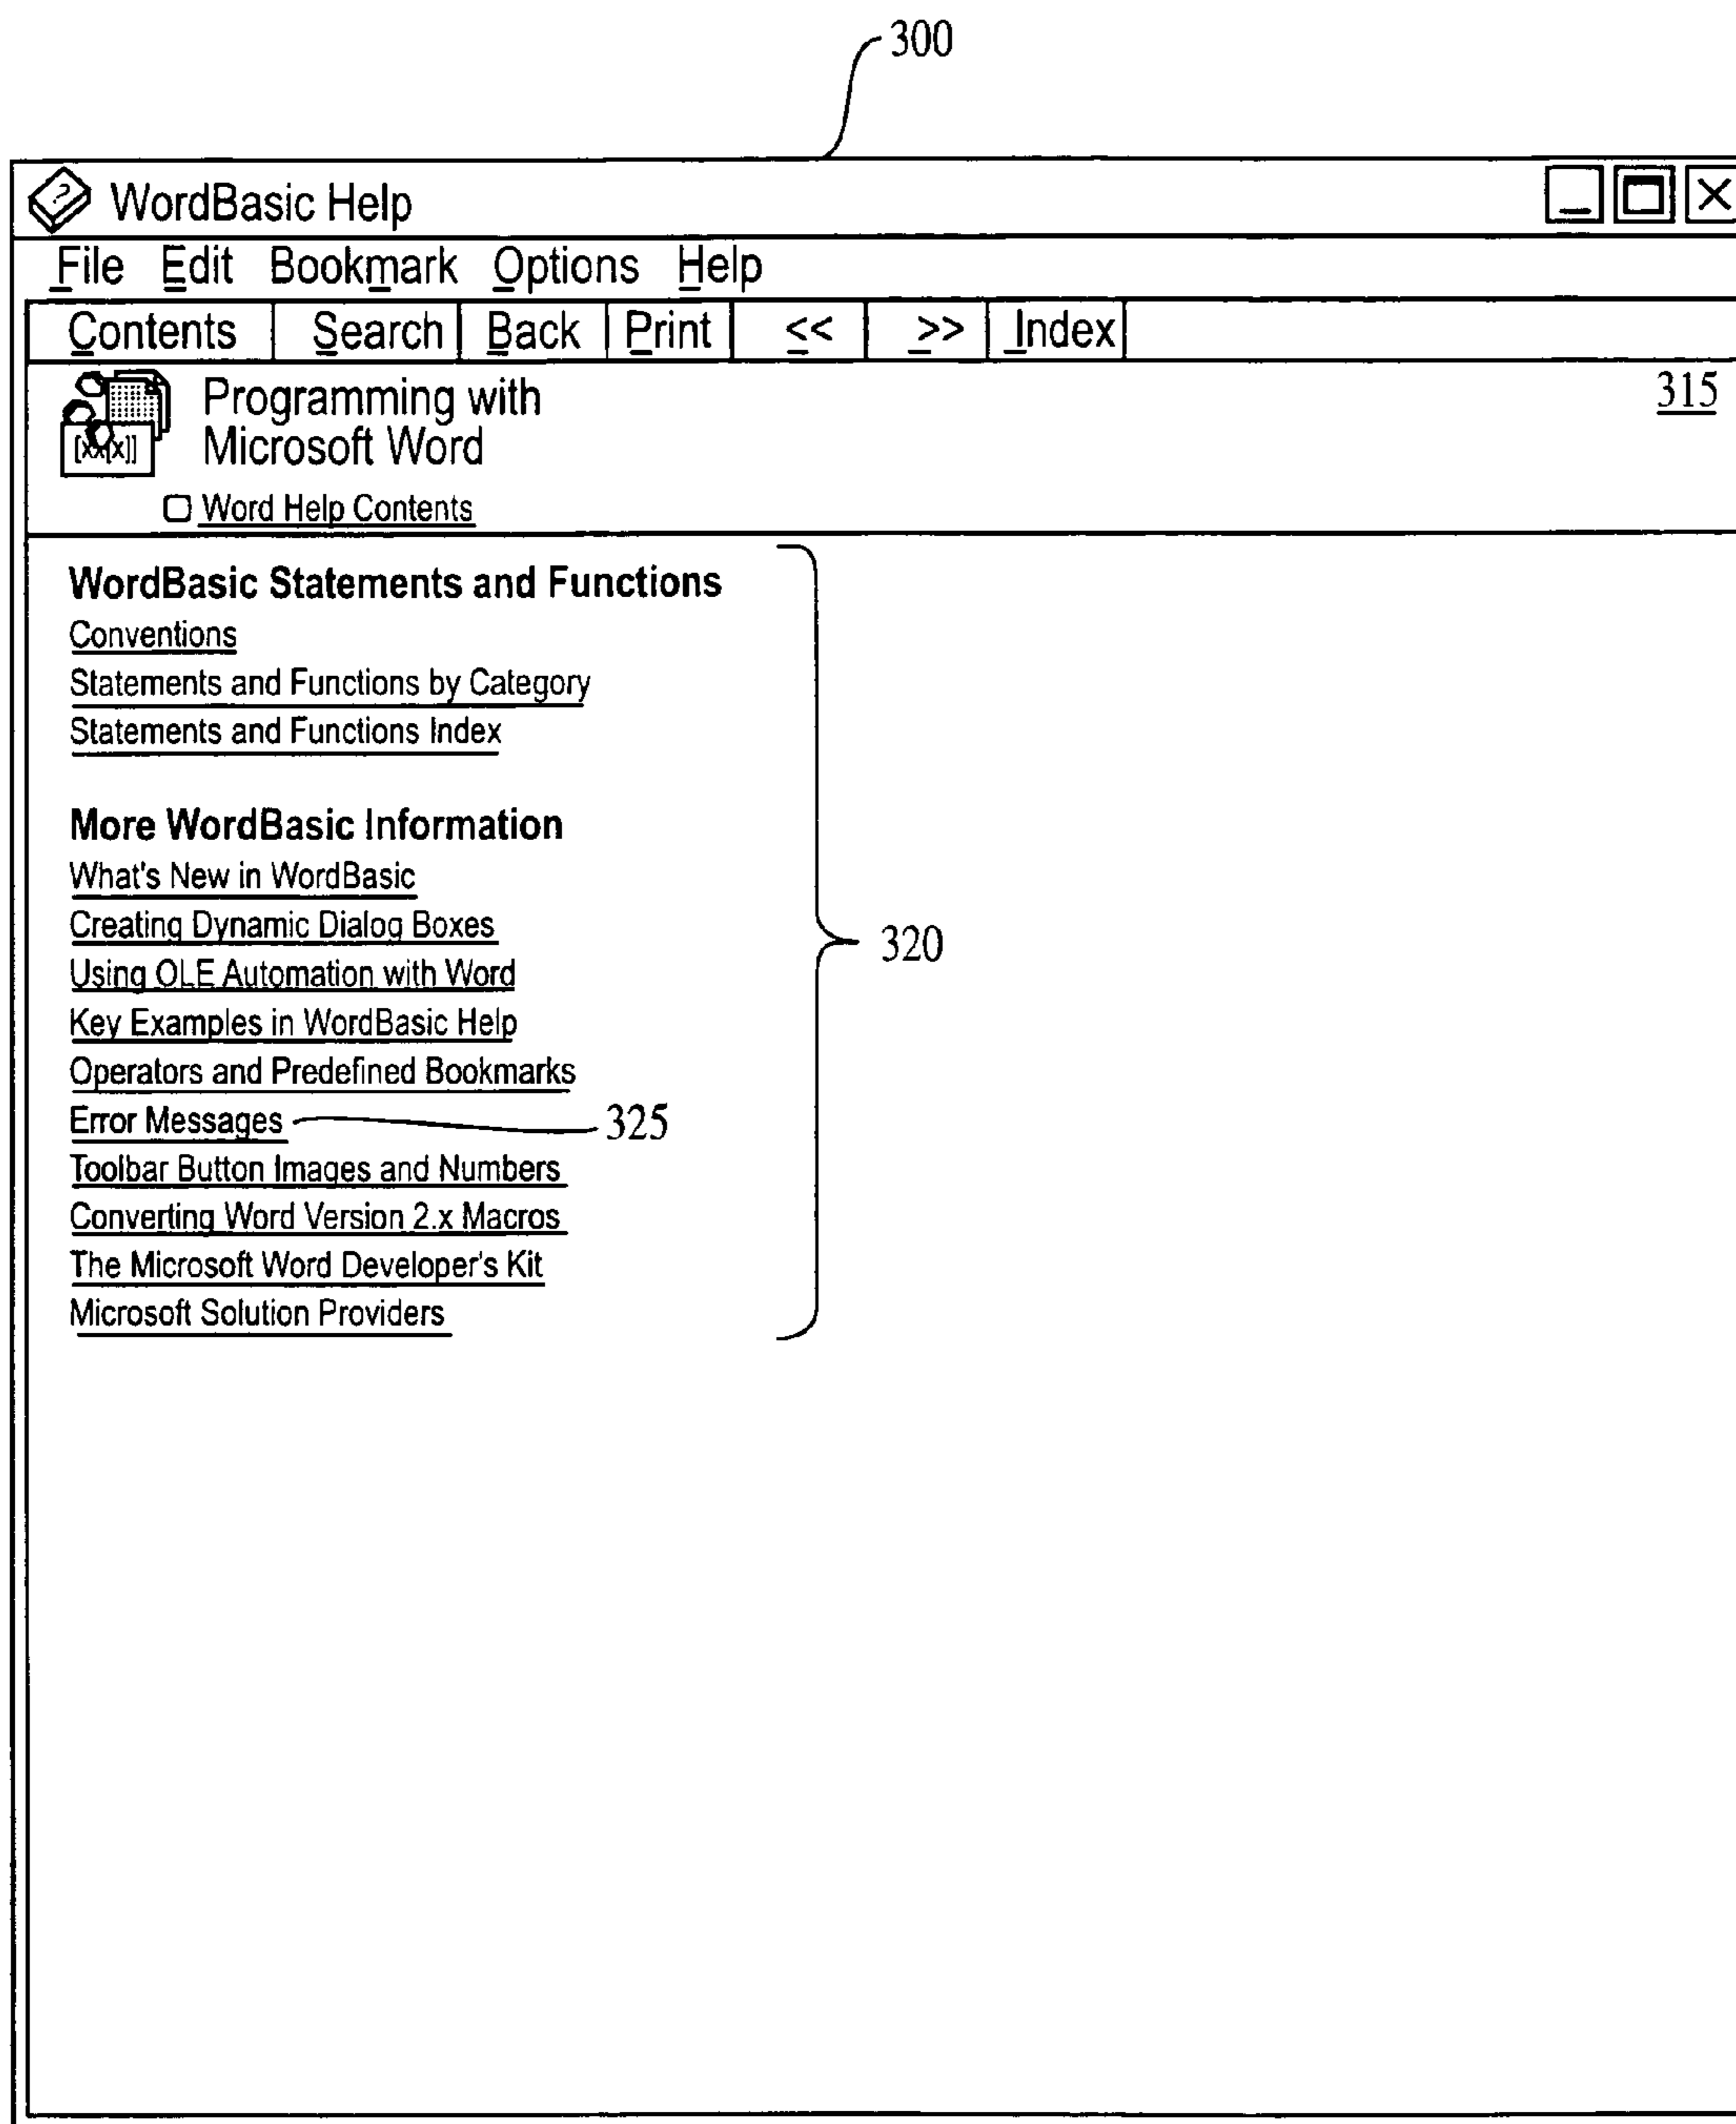 300
WordBasic Help
File Edit Bookmark Options Help
Contents Search Back Print << >> Index
315
Programming with
Microsoft Word
[xx[x]]
Word Help Contents
WordBasic Statements and Functions
Conventions
Statements and Functions by Category
Statements and Functions Index
More WordBasic Information
What's New in WordBasic
Creating Dynamic Dialog Boxes
320
Using OLE Automation with Word
Key Examples in WordBasic Help
Operators and Predefined Bookmarks
Error Messages 325
Toolbar Button Images and Numbers
Converting Word Version 2.x Macros
The Microsoft Word Developer's Kit
Microsoft Solution Providers